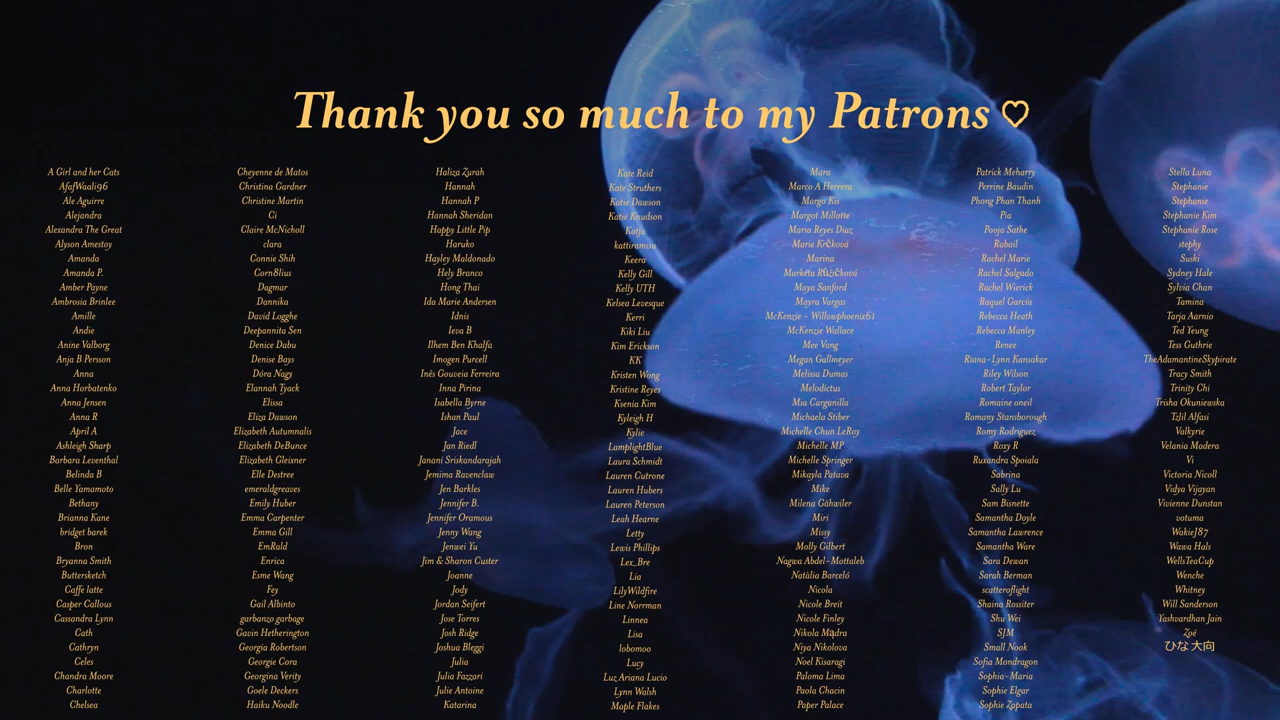 Thank you so much to my Patrons ♡
A Girl and her Cats
AfafWaali96
Ale Aguirre
Alejandra
Alexandra The Great
Alyson Amestoy
Amanda
Amanda P.
Amber Payne
Ambrosia Brinlee
Amille
Andie
Anine Valborg
Anja B Persson
Anna
Anna Horbatenko
Anna Jensen
Anna R
April A
Ashleigh Sharp
Barbara Leventhal
Belinda B
Belle Yamamoto
Bethany
Brianna Kane
bridget barek
Bron
Bryanna Smith
Buttersketch
Caffe latte
Casper Callous
Cassandra Lynn
Cath
Cathryn
Celes
Chandra Moore
Charlotte
Chelsea
Cheyenne de Matos
Christina Gardner
Christine Martin
Ci
Claire McNicholl
clara
Connie Shih
Corn8lius
Dagmar
Dannika
David Logghe
Deepannita Sen
Denice Dabu
Denise Bays
Dóra Nagy
Elannah Tyack
Elissa
Eliza Dawson
Elizabeth Autumnalis
Elizabeth DeBunce
Elizabeth Gleixner
Elle Destree
emeraldgreaves
Emily Huber
Emma Carpenter
Emma Gill
EmRald
Enrica
Esme Wang
Fey
Gail Albinto
garbanzo garbage
Gavin Hetherington
Georgia Robertson
Georgie Cora
Georgina Verity
Goele Deckers
Haiku Noodle
Haliza Zurah
Hannah
Hannah P
Hannah Sheridan
Happy Little Pip
Haruko
Hayley Maldonado
Hely Branco
Hong Thai
Ida Marie Andersen
Idnis
Ieva B
Ilhem Ben Khalfa
Imogen Purcell
Inês Gouveia Ferreira
Inna Pirina
Isabella Byrne
Ishan Paul
Jace
Jan Riedl
Janani Sriskandarajah
Jemima Ravenclaw
Jen Barkles
Jennifer B.
Jennifer Oramous
Jenny Wang
Jenwei Yu
Jim & Sharon Custer
Joanne
Jody
Jordan Seifert
Jose Torres
Josh Ridge
Joshua Bleggi
Julia
Julia Fazzari
Julie Antoine
Katarina
Kate Reid
Kate Struthers
Katie Dawson
Katie Knudson
Katja
kattiramisu
Keera
Kelly Gill
Kelly UTH
Kelsea Levesque
Kerri
Kiki Liu
Kim Erickson
KK
Kristen Wong
Kristine Reyes
Ksenia Kim
Kyleigh H
Kylie
LamplightBlue
Laura Schmidt
Lauren Cutrone
Lauren Hubers
Lauren Peterson
Leah Hearne
Letty
Lewis Phillips
Lex_Bre
Lia
LilyWildfire
Line Norrman
Linnea
Lisa
lobomoo
Lucy
Luz Ariana Lucio
Lynn Walsh
Maple Flakes
Mara
Marco A Herrera
Margo Kis
Margot Millotte
Maria Reyes Diaz
Marie Krčková
Marina
Markéta Růžičková
Maya Sanford
Mayra Vargas
McKenzie - Willowphoenix61
McKenzie Wallace
Mee Vang
Megan Gallmeyer
Melissa Dumas
Melodictus
Mia Carganilla
Michaela Stiber
Michelle Chun LeRoy
Michelle MP
Michelle Springer
Mikayla Patava
Mike
Milena Gähwiler
Miri
Missy
Molly Gilbert
Nagwa Abdel-Mottaleb
Natàlia Barceló
Nicola
Nicole Breit
Nicole Finley
Nikola Mądra
Niya Nikolova
Noel Kisaragi
Paloma Lima
Paola Chacin
Paper Palace
Patrick Meharry
Perrine Baudin
Phong Phan Thanh
Pia
Pooja Sathe
Rabail
Rachel Marie
Rachel Salgado
Rachel Wierick
Raquel García
Rebecca Heath
Rebecca Manley
Renee
Riana-Lynn Kansakar
Riley Wilson
Robert Taylor
Romaine oneil
Romany Stansborough
Romy Rodriguez
Roxy R
Ruxandra Spoiala
Sabrina
Sally Lu
Sam Bisnette
Samantha Doyle
Samantha Lawrence
Samantha Ware
Sara Dewan
Sarah Berman
scatteroflight
Shaina Rossiter
Shu Wei
SJM
Small Nook
Sofia Mondragon
Sophia-Maria
Sophie Elgar
Sophie Zapata
Stella Luna
Stephanie
Stephanie
Stephanie Kim
Stephanie Rose
stephy
Suski
Sydney Hale
Sylvia Chan
Tamina
Tarja Aarnio
Ted Yeung
Tess Guthrie
TheAdamantineSkypirate
Tracy Smith
Trinity Chi
Trisha Okuniewska
Tzlil Alfasi
Valkyrie
Velania Madera
Vi
Victoria Nicoll
Vidya Vijayan
Vivienne Dunstan
votuma
WakieJ87
Wawa Hals
WellsTeaCup
Wenche
Whitney
Will Sanderson
Yashvardhan Jain
Zoé
ひな 大向